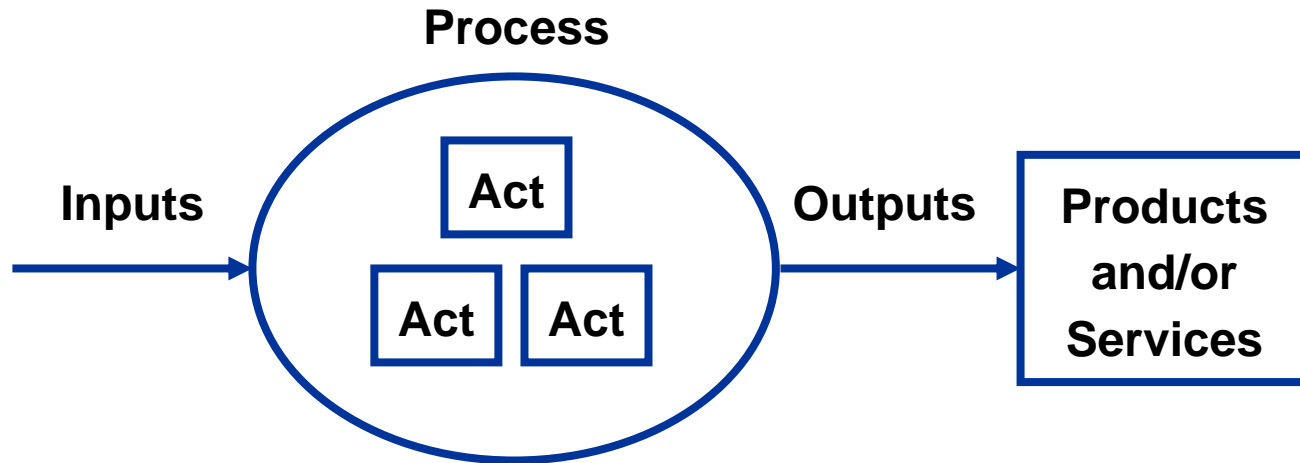 Process
Inputs
Act
Act
Act
Outputs
Products
and/or
Services